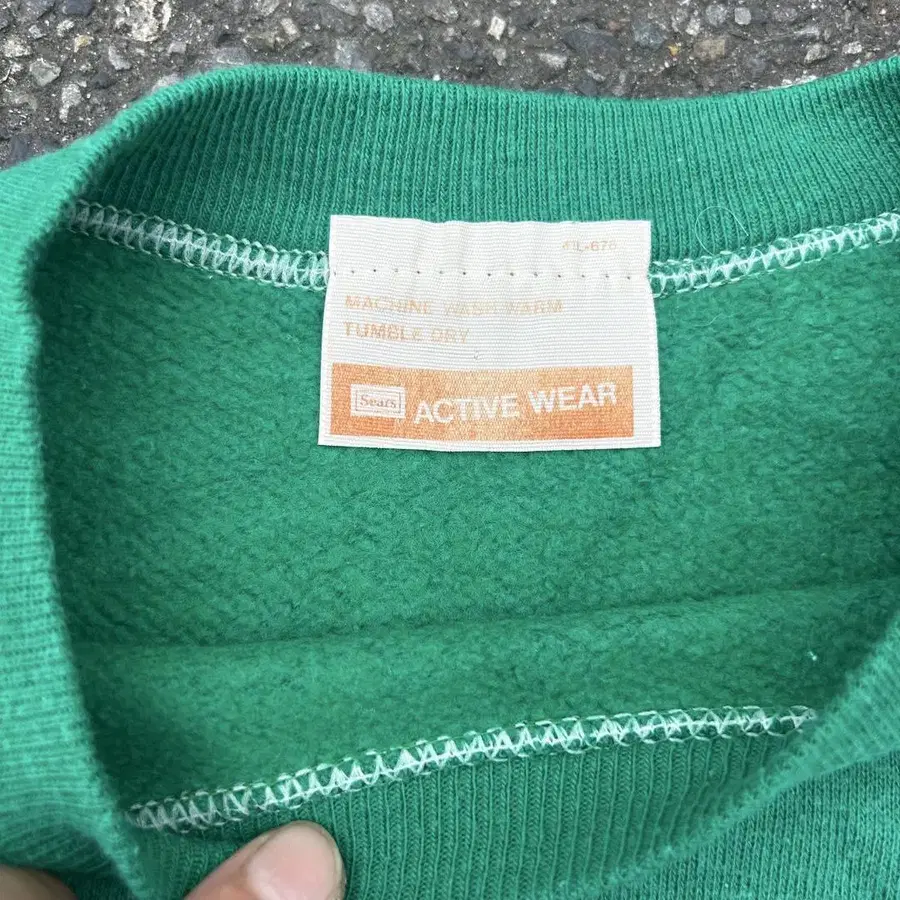 MACHINE WASH WARM
TUMBLE DRY
Sears ACTIVE WEAR